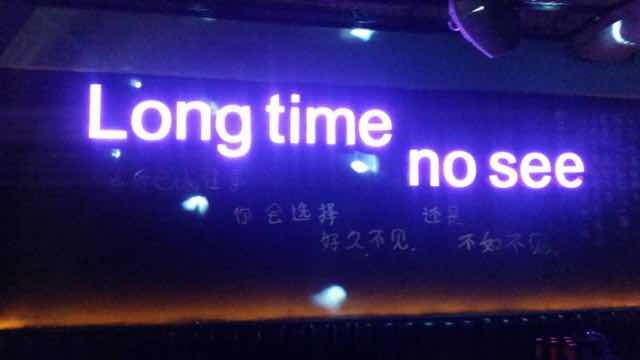 Long time
no see
你会选择 还是
好久不见. 不如不见.